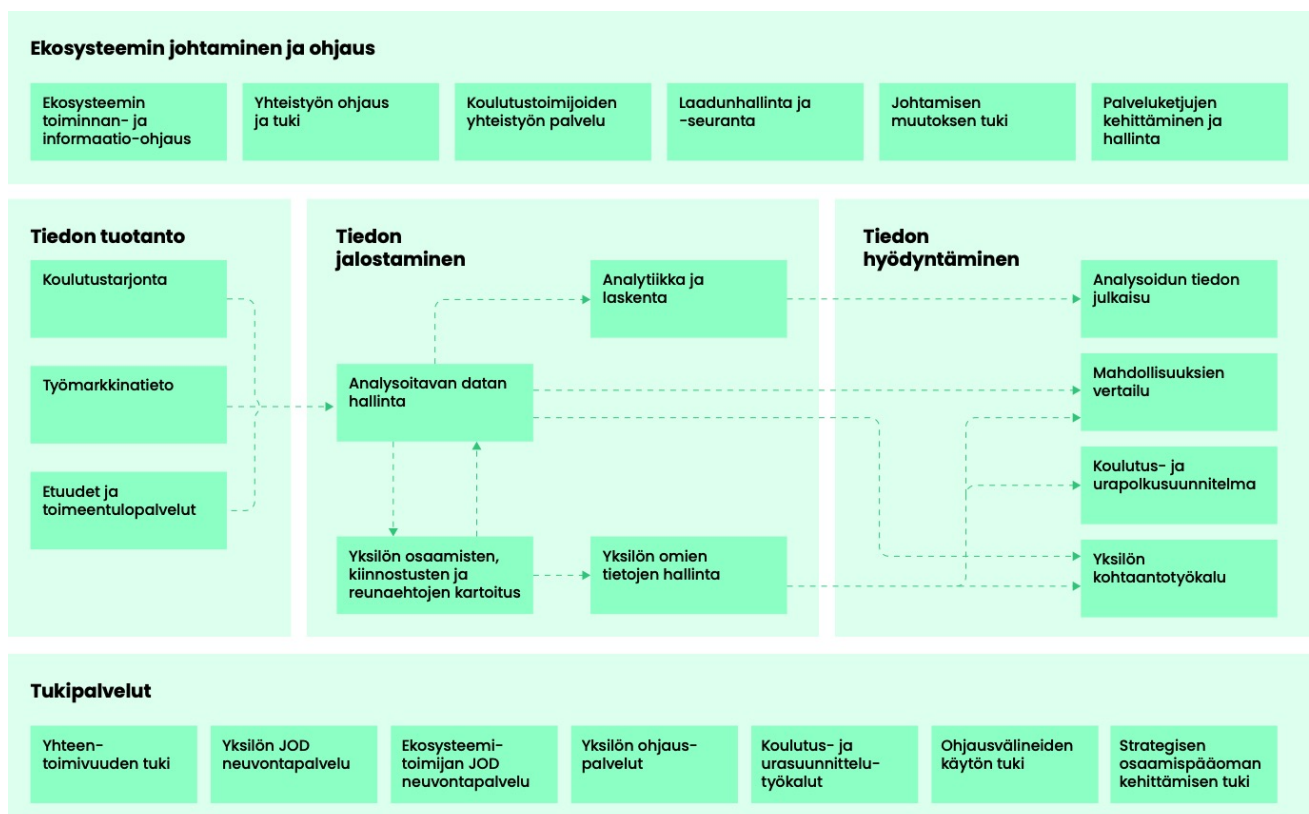 Ekosysteemin johtaminen ja ohjaus
Ekosysteemin
toiminnan- ja
informaatio-ohjaus
Yhteistyön ohjaus
ja tuki
Koulutustoimijoiden
yhteistyön palvelu
Laadunhallinta ja
-seuranta
Johtamisen
muutoksen tuki
Palveluketjujen
kehittäminen ja
hallinta
Tiedon tuotanto
Koulutustarjonta
Työmarkkinatieto
Etuudet ja
toimeentulopalvelut
Tiedon
jalostaminen
Analytiikka ja
laskenta
Analysoitavan datan
hallinta
Yksilön osaamisten,
kiinnostusten ja
reunaehtojen kartoitus
Yksilön omien
tietojen hallinta
Tiedon
hyödyntäminen
Analysoidun tiedon
julkaisu
Mahdollisuuksien
vertailu
Koulutus- ja
urapolkusuunnitelma
Yksilön
kohtaantotyökalu
Tukipalvelut
Yhteen-
toimivuuden tuki
Yksilön JOD
neuvontapalvelu
Ekosysteemi-
toimijan JOD
neuvontapalvelu
Yksilön ohjaus-
palvelut
Koulutus- ja
urasuunnittelu-
työkalut
Ohjausvälineiden
käytön tuki
Strategisen
osaamispääoman
kehittämisen tuki